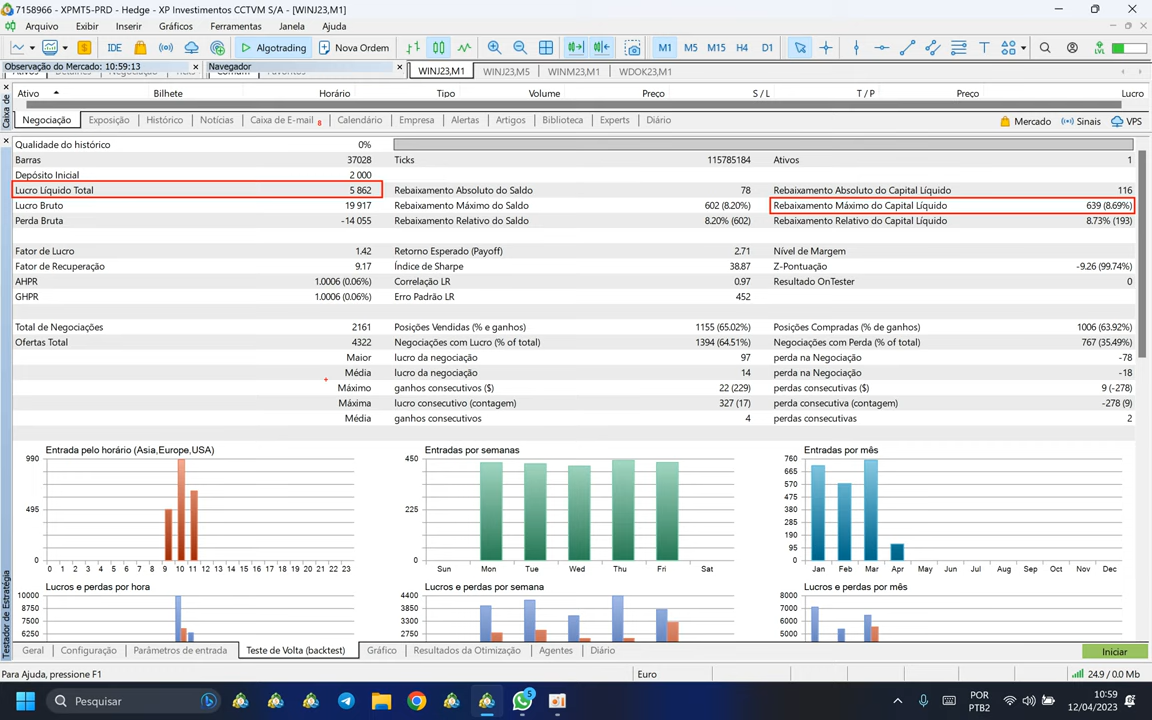 7158966 - XPMT5-PRD - Hedge - XP Investimentos CCTVM S/A - [WINJ23,M1]
Arquivo Exibir Inserir Gráficos Ferramentas Janela Ajuda
IDE Algotrading Nova Ordem M1 M5 M15 H4 D1 LVL
Observação do Mercado: 10:59:13 Navegador
WINJ23,M1 WINJ23,M5 WINM23,M1 WDOK23,M1
Ativo Bilhete Horário Tipo Volume Preço S / L T / P Preço Lucro
Caixa de
Negociação Exposição Histórico Notícias Caixa de E-mail 8 Calendário Empresa Alertas Artigos Biblioteca Experts Diário Mercado Sinais VPS
Qualidade do histórico 0%
Barras 37028 Ticks 115785184 Ativos 1
Depósito Inicial 2 000
Lucro Líquido Total 5 862 Rebaixamento Absoluto do Saldo 78 Rebaixamento Absoluto do Capital Líquido 116
Lucro Bruto 19 917 Rebaixamento Máximo do Saldo 602 (8.20%) Rebaixamento Máximo do Capital Líquido 639 (8.69%)
Perda Bruta -14 055 Rebaixamento Relativo do Saldo 8.20% (602) Rebaixamento Relativo do Capital Líquido 8.73% (193)
Fator de Lucro 1.42 Retorno Esperado (Payoff) 2.71 Nível de Margem
Fator de Recuperação 9.17 Índice de Sharpe 38.87 Z-Pontuação -9.26 (99.74%)
AHPR 1.0006 (0.06%) Correlação LR 0.97 Resultado OnTester 0
GHPR 1.0006 (0.06%) Erro Padrão LR 452
Total de Negociações 2161 Posições Vendidas (% e ganhos) 1155 (65.02%) Posições Compradas (% de ganhos) 1006 (63.92%)
Ofertas Total 4322 Negociações com Lucro (% of total) 1394 (64.51%) Negociações com Perda (% of total) 767 (35.49%)
Maior lucro da negociação 97 perda na Negociação -78
Média lucro da negociação 14 perda na Negociação -18
Máximo ganhos consecutivos ($) 22 (229) perdas consecutivas ($) 9 (-278)
Máxima lucro consecutivo (contagem) 327 (17) perda consecutiva (contagem) -278 (9)
Média ganhos consecutivos 4 perdas consecutivas 2
Entrada pelo horário (Asia,Europe,USA)
990
495
0
0 1 2 3 4 5 6 7 8 9 10 11 12 13 14 15 16 17 18 19 20 21 22 23
Entradas por semanas
450
225
0
Sun Mon Tue Wed Thu Fri Sat
Entradas por mês
760
665
570
475
380
285
190
95
0
Jan Feb Mar Apr May Jun Jul Aug Sep Oct Nov Dec
Lucros e perdas por hora
10000
8750
7500
6250
Lucros e perdas por semana
4400
3850
3300
2750
Lucros e perdas por mês
8000
7000
6000
5000
Testador de Estratégia
Geral Configuração Parâmetros de entrada Teste de Volta (backtest) Gráfico Resultados da Otimização Agentes Diário Iniciar
Para Ajuda, pressione F1 Euro 24.9 / 0.0 Mb
Pesquisar 5 POR
PTB2
10:59
12/04/2023